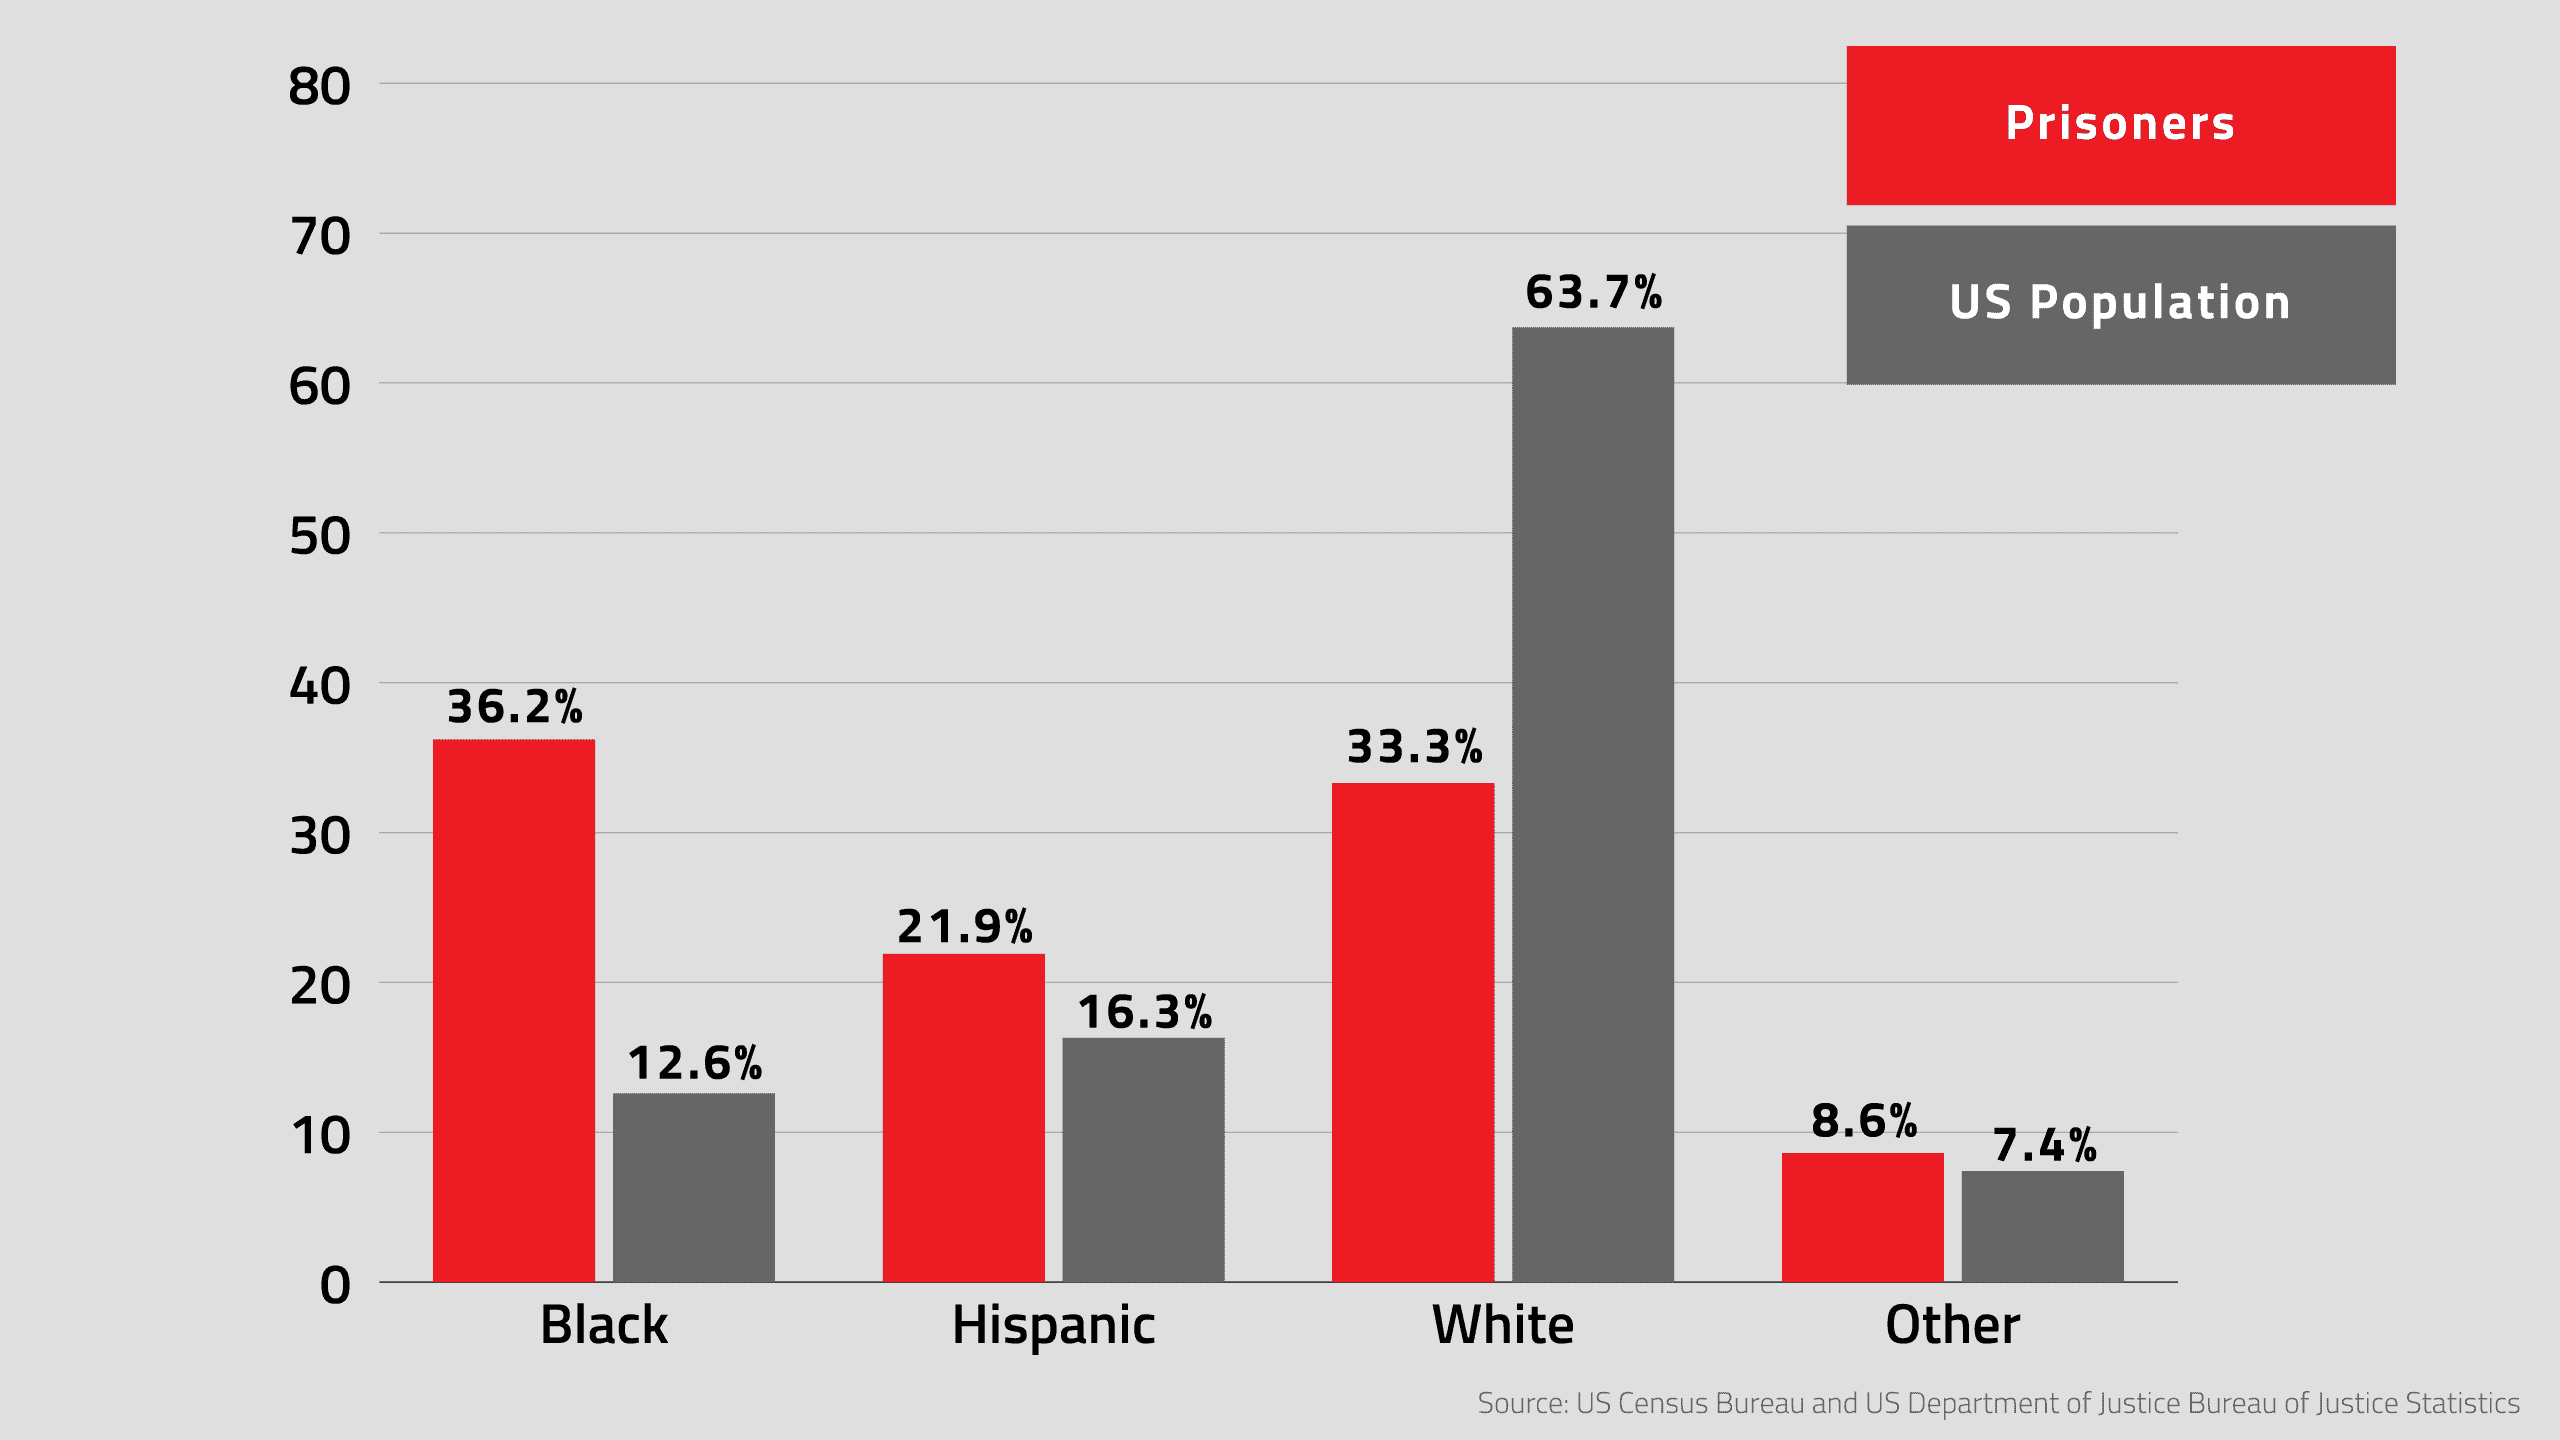 80
70
60
50
40
30
20
10
0
Prisoners
US Population
36.2%
12.6%
21.9%
16.3%
33.3%
63.7%
8.6%
7.4%
Black
Hispanic
White
Other
Source: US Census Bureau and US Department of Justice Bureau of Justice Statistics